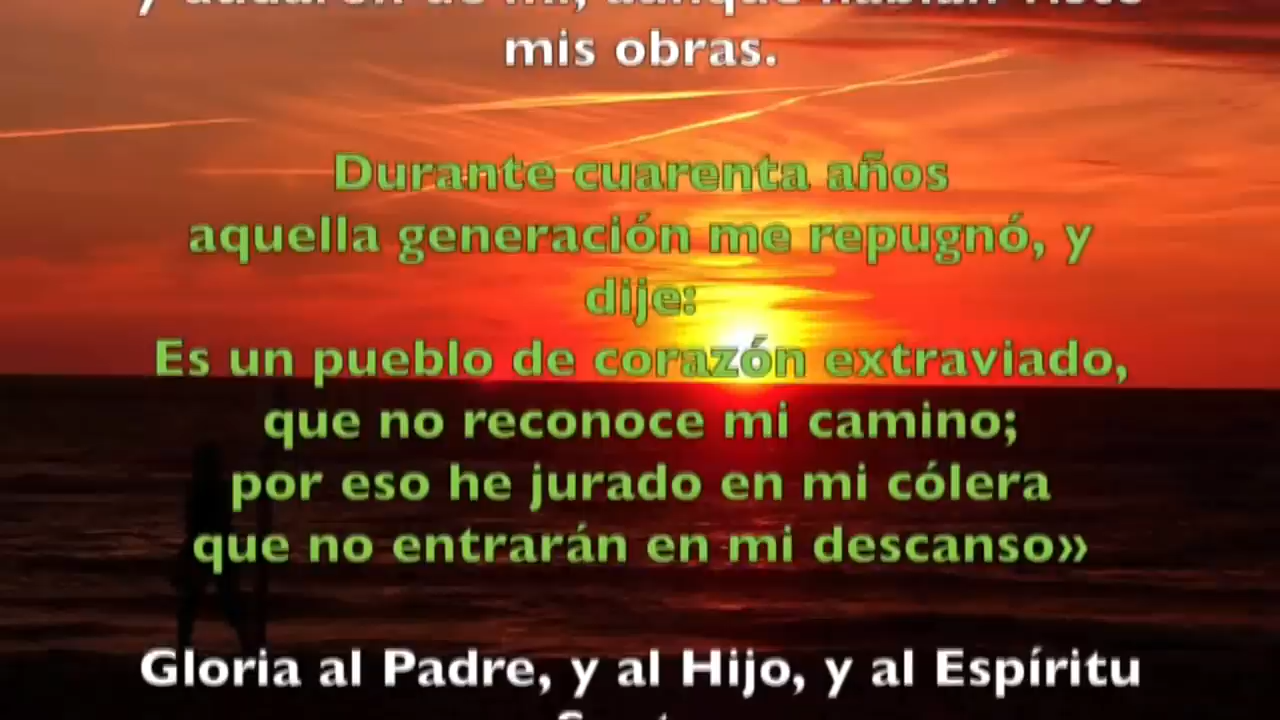 mis obras.
Durante cuarenta años
aquella generación me repugnó, y
dije:
Es un pueblo de corazón extraviado,
que no reconoce mi camino;
por eso he jurado en mi cólera
que no entrarán en mi descanso»
Gloria al Padre, y al Hijo, y al Espíritu